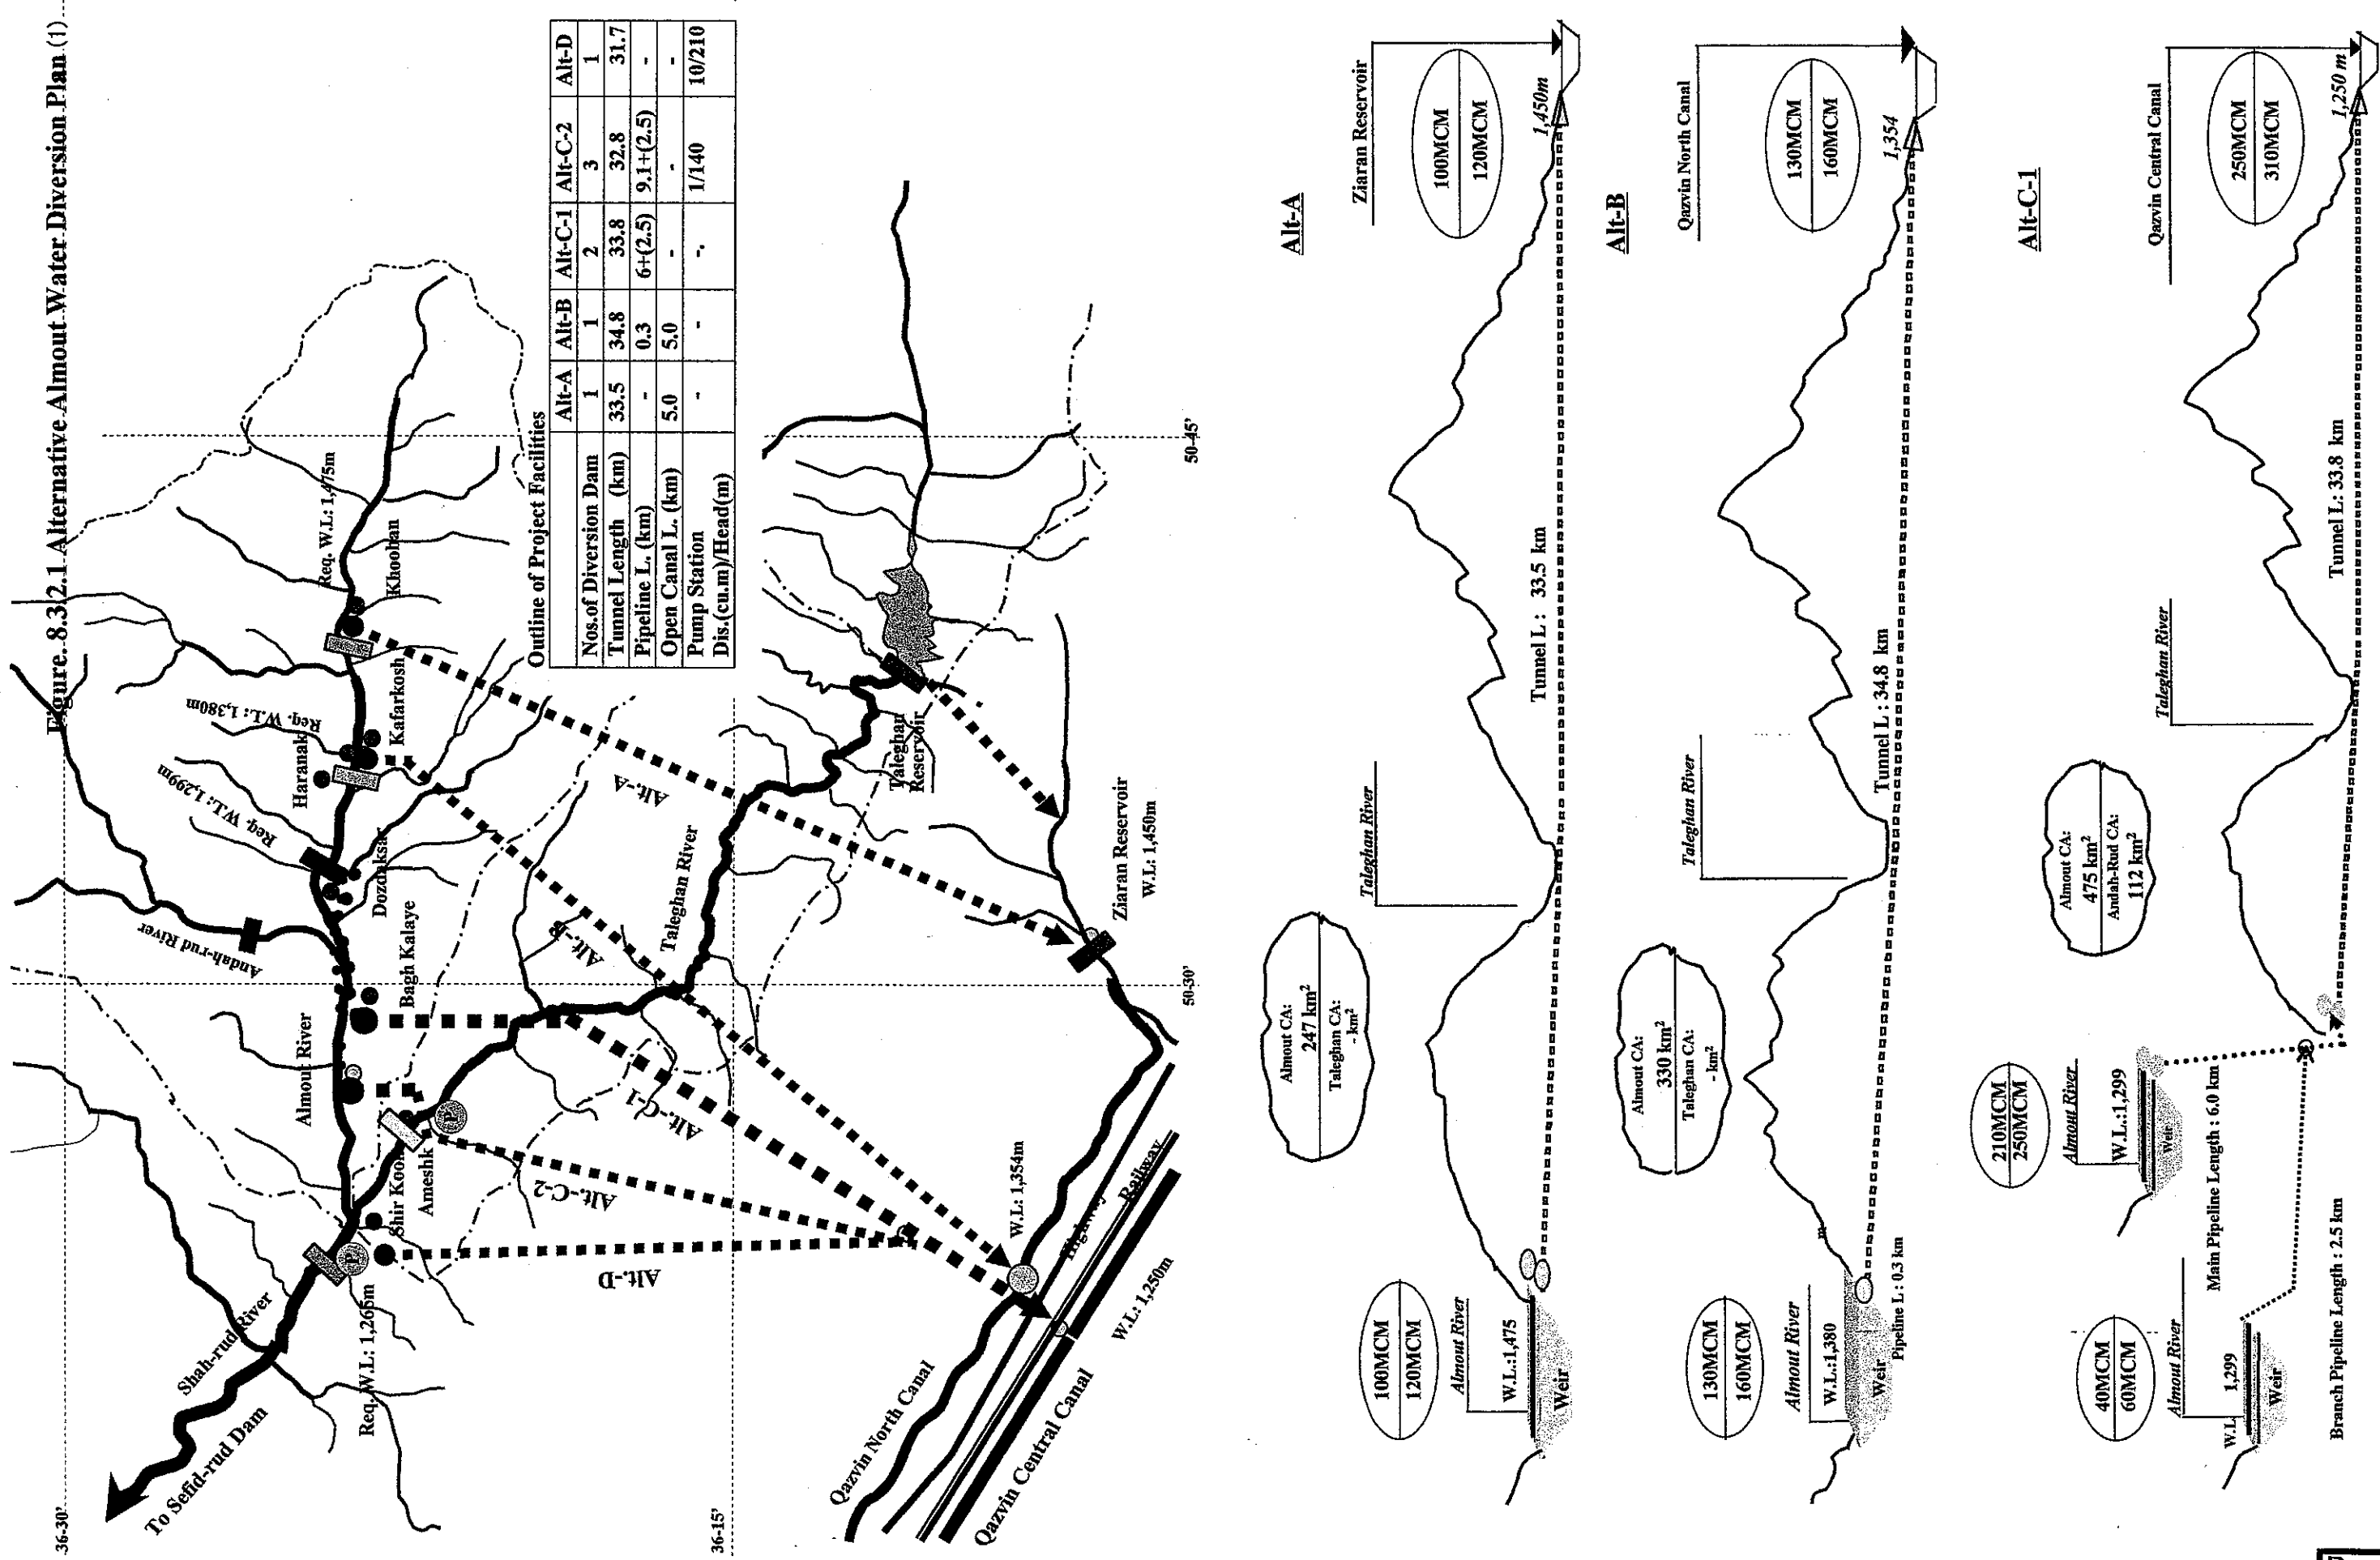 Figure. 8.3.2.1 Alternative Almout Water Diversion Plan (1)
36-30'
36-15'
50-45'
50-30'
Req. W.L: 1,475m
Khooban
Req. W.L: 1,380m
Kafarkosh
Haranak
Req. W.L: 1,299m
Dozdaksar
Andah-rud River
Bagh Kalaye
Almout River
Shir Kooh
Ameshk
P
P
Shah-rud River
Req. W.L: 1,265m
To Sefid-rud Dam
Alt.-A
Alt.-B
Alt.-C-1
Alt.-C-2
Alt.-D
Taleghan River
Taleghan
Reservoir
Ziaran Reservoir
W.L: 1,450m
W.L: 1,354m
Highway
Railway
W.L: 1,250m
Qazvin North Canal
Qazvin Central Canal
Outline of Project Facilities
Alt-A Alt-B Alt-C-1 Alt-C-2 Alt-D
Nos.of Diversion Dam 1 1 2 3 1
Tunnel Length (km) 33.5 34.8 33.8 32.8 31.7
Pipeline L. (km) - 0.3 6+(2.5) 9.1+(2.5) -
Open Canal L. (km) 5.0 5.0 - - -
Pump Station - - -. 1/140 10/210
Dis.(cu.m)/Head(m)
Alt-A
Ziaran Reservoir
100MCM
120MCM
1,450m
Taleghan River
Tunnel L : 33.5 km
Almout CA:
247 km²
Taleghan CA:
- km²
100MCM
120MCM
Almout River
W.L.:1,475
Weir
Alt-B
Qazvin North Canal
130MCM
160MCM
1,354
Taleghan River
Tunnel L : 34.8 km
Almout CA:
330 km²
Taleghan CA:
- km²
130MCM
160MCM
Almout River
W.L.:1,380
Weir
Pipeline L : 0.3 km
Alt-C-1
Qazvin Central Canal
250MCM
310MCM
1,250 m
Taleghan River
Tunnel L: 33.8 km
Almout CA:
475 km²
Andah-Rud CA:
112 km²
210MCM
250MCM
Almout River
W.L.:1,299
Weir
Main Pipeline Length : 6.0 km
40MCM
60MCM
Almout River
W.L 1,299
Weir
Branch Pipeline Length : 2.5 km